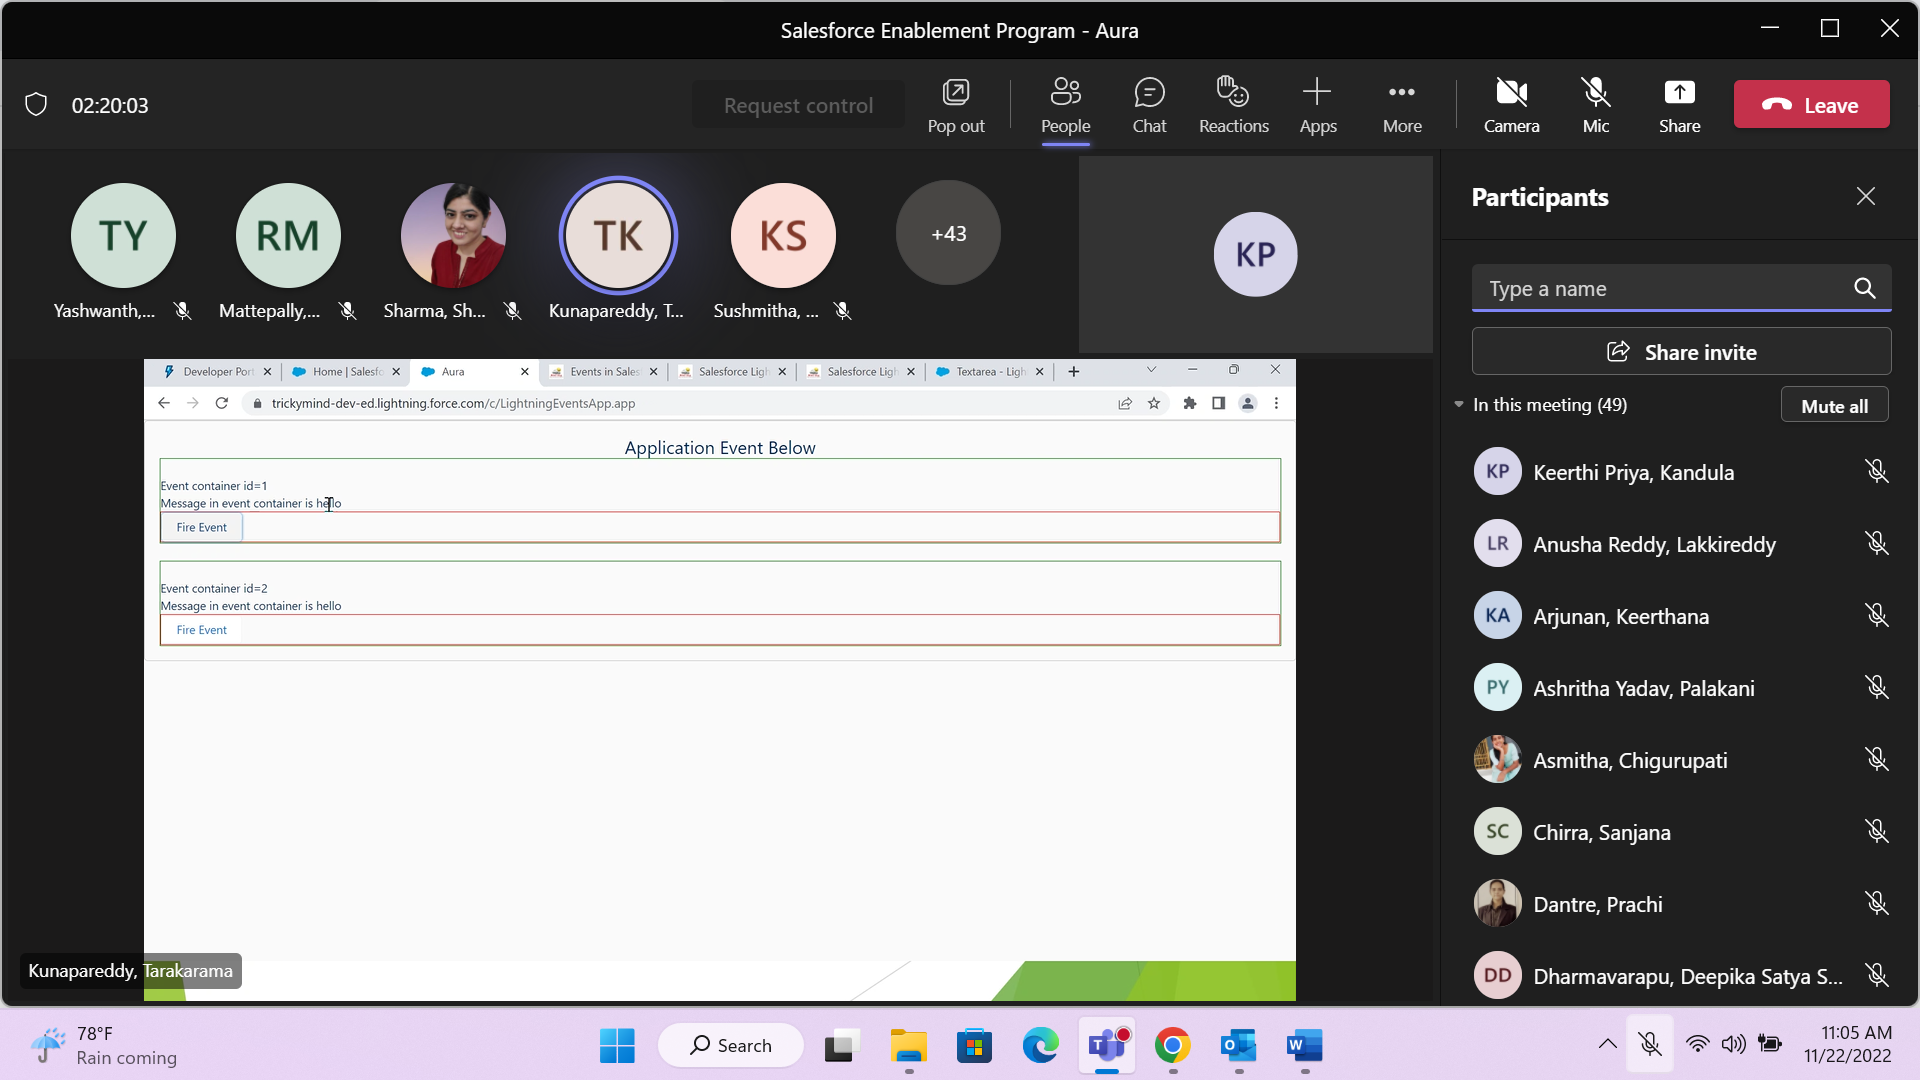 Salesforce Enablement Program - Aura
02:20:03
Request control
Pop out
People
Chat
Reactions
Apps
More
Camera
Mic
Share
Leave
TY
RM
TK
KS
+43
KP
Yashwanth,...
Mattepally,...
Sharma, Sh...
Kunapareddy, T...
Sushmitha, ...
Participants
Type a name
Share invite
In this meeting (49)
Mute all
KP Keerthi Priya, Kandula
LR Anusha Reddy, Lakkireddy
KA Arjunan, Keerthana
PY Ashritha Yadav, Palakani
Asmitha, Chigurupati
SC Chirra, Sanjana
Dantre, Prachi
DD Dharmavarapu, Deepika Satya S...
Developer Port
Home | Salesfo
Aura
Events in Sales
Salesforce Ligh
Salesforce Ligh
Textarea - Ligh
trickymind-dev-ed.lightning.force.com/c/LightningEventsApp.app
Application Event Below
Event container id=1
Message in event container is hello
Fire Event
Event container id=2
Message in event container is hello
Fire Event
Kunapareddy, Tarakarama
78°F
Rain coming
Search
11:05 AM
11/22/2022